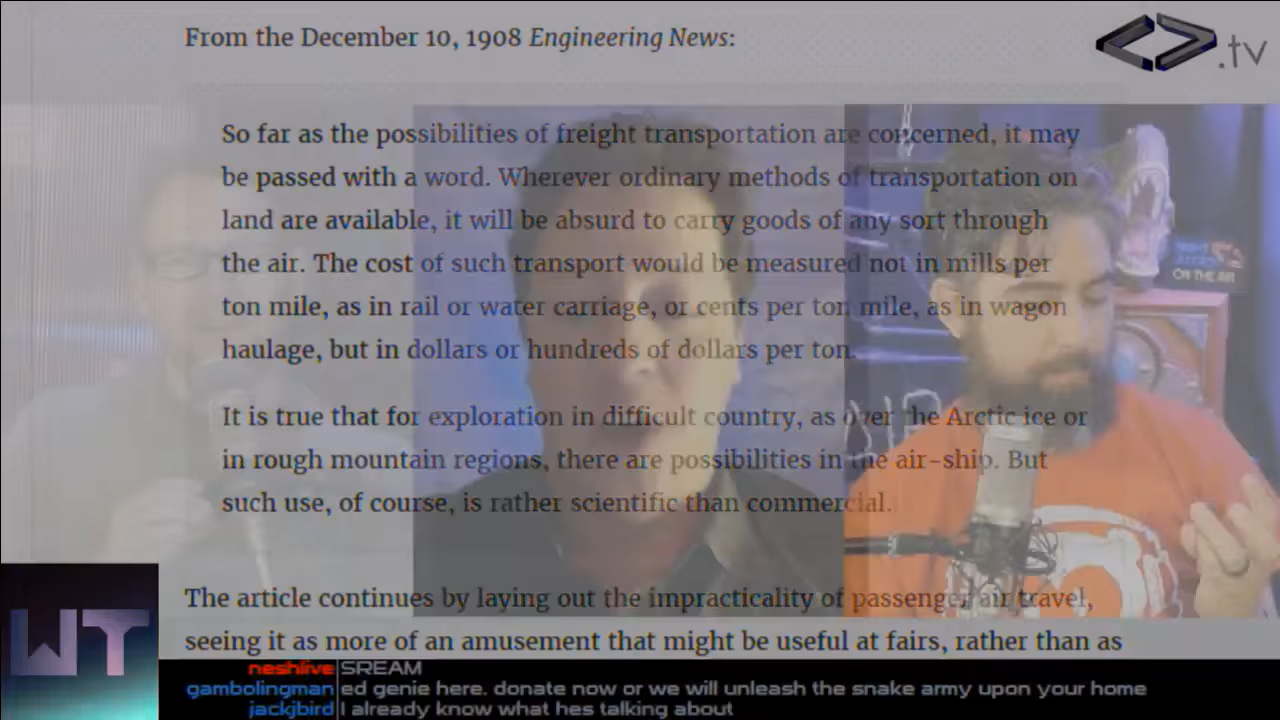 From the December 10, 1908 Engineering News:
.tv
So far as the possibilities of freight transportation are concerned, it may
be passed with a word. Wherever ordinary methods of transportation on
land are available, it will be absurd to carry goods of any sort through
the air. The cost of such transport would be measured not in mills per
ton mile, as in rail or water carriage, or cents per ton mile, as in wagon
haulage, but in dollars or hundreds of dollars per ton.
ON THE AIR
It is true that for exploration in difficult country, as over the Arctic ice or
in rough mountain regions, there are possibilities in the air-ship. But
such use, of course, is rather scientific than commercial.
The article continues by laying out the impracticality of passenger air travel,
seeing it as more of an amusement that might be useful at fairs, rather than as
WT
neshlive SREAM
gambolingman ed genie here. donate now or we will unleash the snake army upon your home
jackjbird I already know what hes talking about